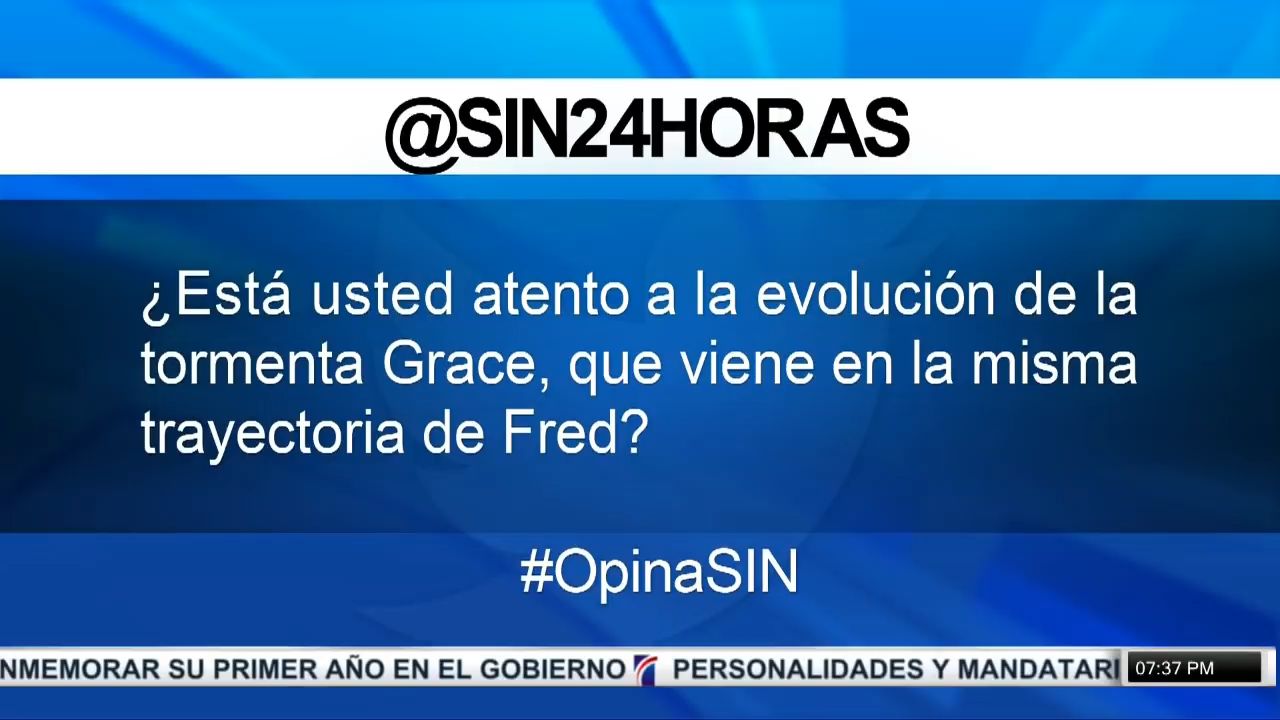 @SIN24HORAS
¿Está usted atento a la evolución de la
tormenta Grace, que viene en la misma
trayectoria de Fred?
#OpinaSIN
NMEMORAR SU PRIMER AÑO EN EL GOBIERNO PERSONALIDADES Y MANDATARI 07:37 PM